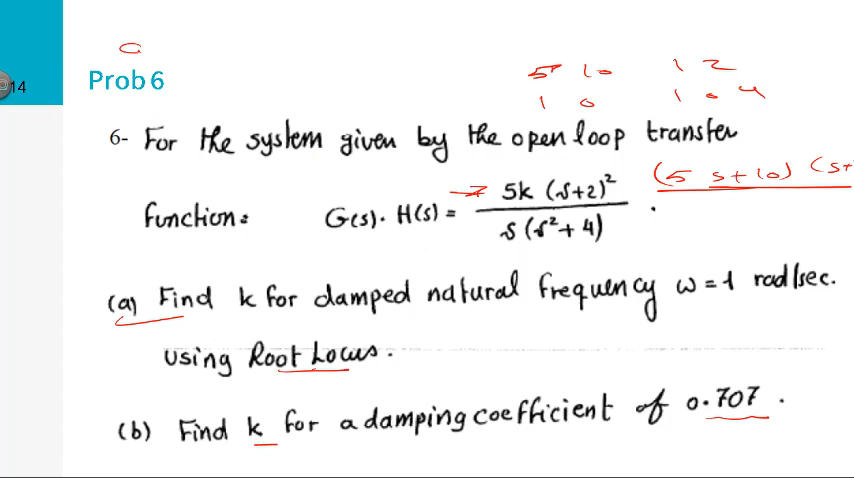 14
Prob 6
5 10 1 2
1 0 1 0 4
6- For the system given by the open loop transfer
(5 s+10) (s+
function: G(s). H(s) = 5k (s+2)² / s (s² + 4) .
(a) Find k for damped natural frequency ω = 1 rad/sec.
using Root Locus.
(b) Find k for a damping coefficient of 0.707 .